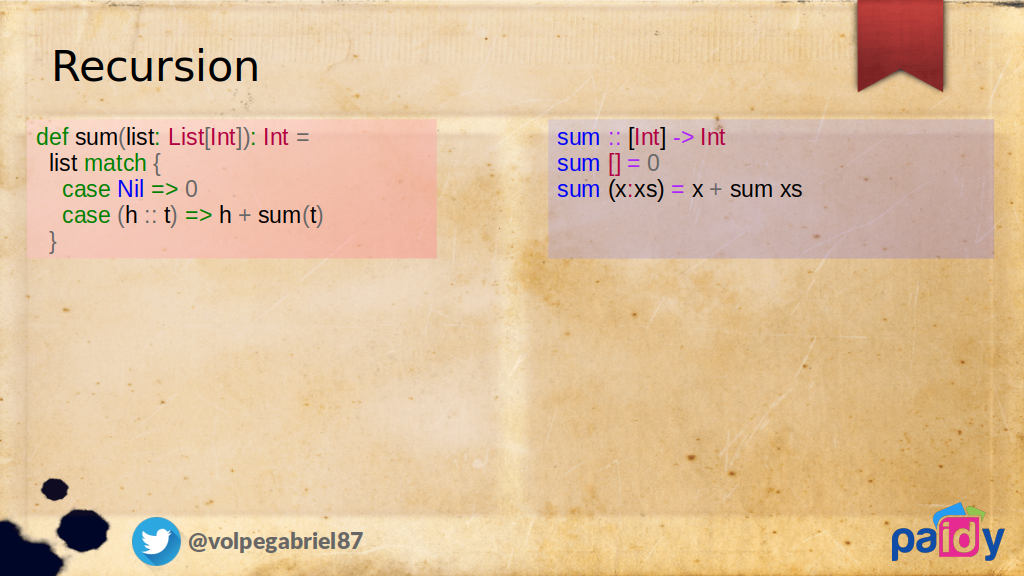 Recursion
def sum(list: List[Int]): Int =
  list match {
    case Nil => 0
    case (h :: t) => h + sum(t)
  }
sum :: [Int] -> Int
sum [] = 0
sum (x:xs) = x + sum xs
@volpegabriel87
paidy